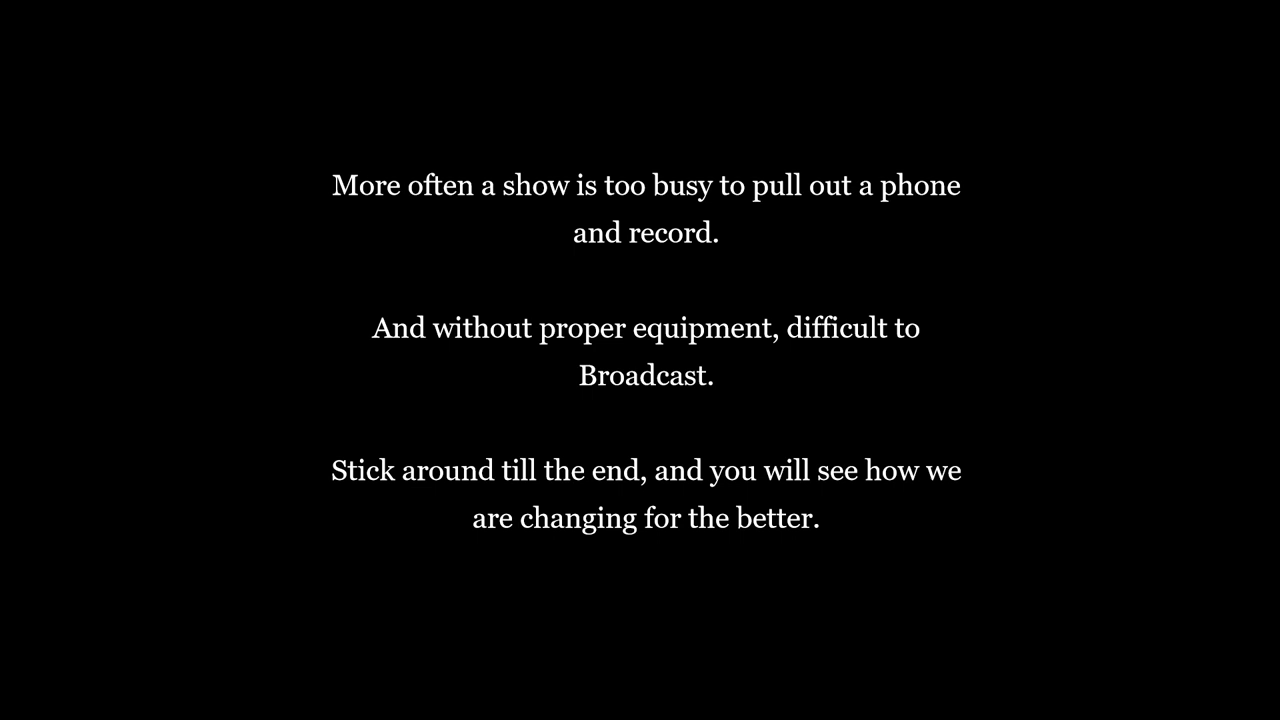 More often a show is too busy to pull out a phone
and record.
And without proper equipment, difficult to
Broadcast.
Stick around till the end, and you will see how we
are changing for the better.